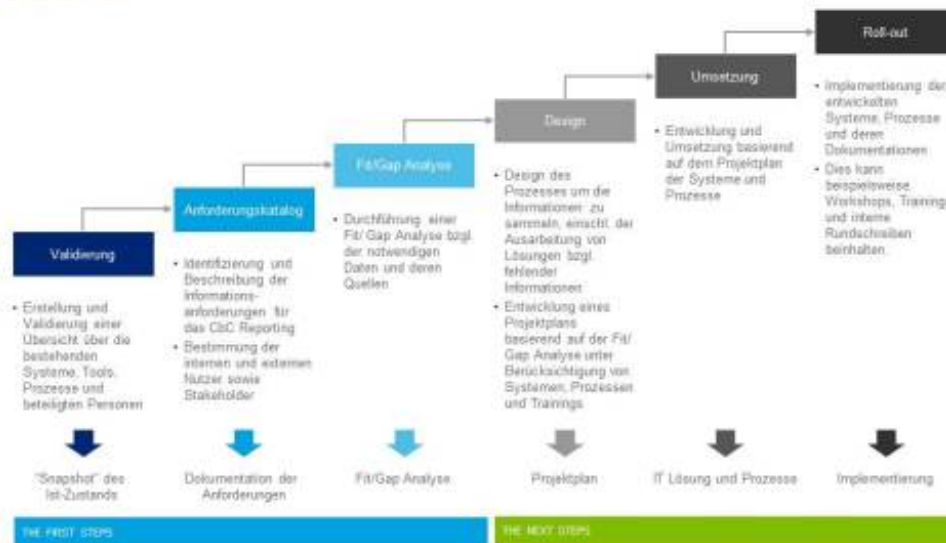 Roll-out
Umsetzung
Design
Fit/Gap Analyse
Anforderungskatalog
Validierung
• Erstellung und
Validierung einer
Übersicht über die
bestehenden
Systeme, Tools,
Prozesse und
beteiligten Personen
• Identifizierung und
Beschreibung der
Informations-
anforderungen für
das CbC Reporting
• Bestimmung der
internen und externen
Nutzer sowie
Stakeholder
• Durchführung einer
Fit/ Gap Analyse bzgl.
der notwendigen
Daten und deren
Quellen
• Design des
Prozesses um die
Informationen zu
sammeln, einschl. der
Ausarbeitung von
Lösungen bzgl.
fehlender
Informationen
• Entwicklung eines
Projektplans
basierend auf der Fit/
Gap Analyse unter
Berücksichtigung von
Systemen, Prozessen
und Trainings
• Entwicklung und
Umsetzung basierend
auf dem Projektplan
der Systeme und
Prozesse
• Implementierung der
entwickelten
Systeme, Prozesse
und deren
Dokumentationen
• Dies kann
beispielsweise
Workshops, Training
und interne
Rundschreiben
beinhalten
"Snapshot" des
Ist-Zustands
Dokumentation der
Anforderungen
Fit/Gap Analyse
Projektplan
IT Lösung und Prozesse
Implementierung
THE FIRST STEPS
THE NEXT STEPS